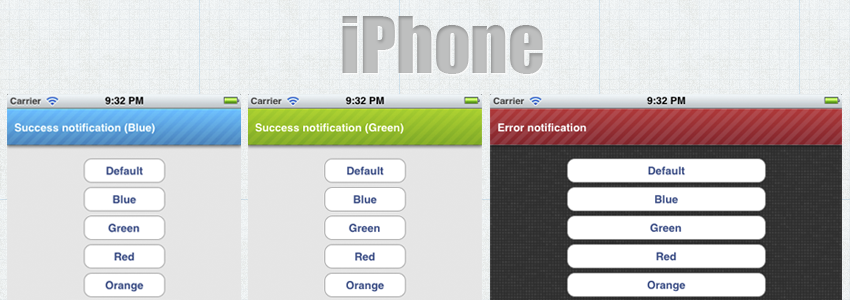 iPhone
Carrier 9:32 PM
Success notification (Blue)
Default
Blue
Green
Red
Orange
Carrier 9:32 PM
Success notification (Green)
Default
Blue
Green
Red
Orange
Carrier 9:32 PM
Error notification
Default
Blue
Green
Red
Orange